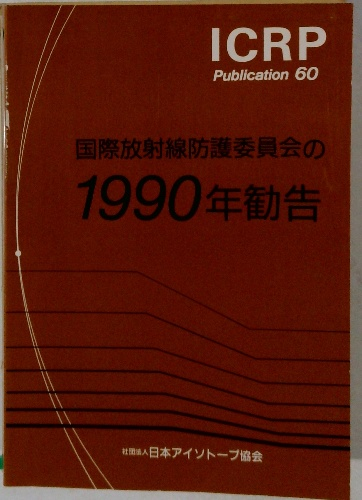 ICRP
Publication 60
国際放射線防護委員会の
1990年勧告
社団法人日本アイソトープ協会